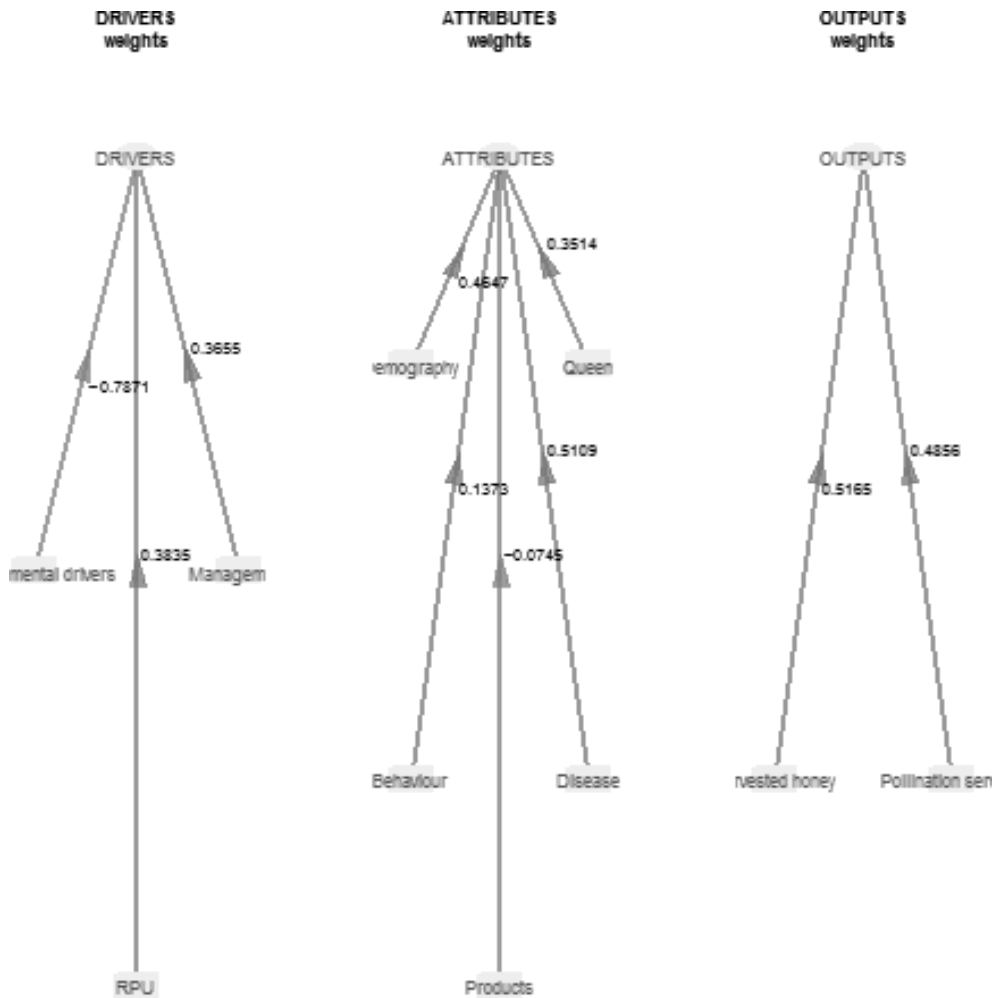 DRIVERS
weights
ATTRIBUTES
weights
OUTPUTS
weights
DRIVERS
ATTRIBUTES
OUTPUTS
0.3514
0.4647
0.3655
emography
Queen
-0.7871
0.5109
0.4856
0.1373
0.5165
0.3835
-0.0745
mental drivers
Managem
Behaviour
Disease
rvested honey
Pollination serv
RPU
Products